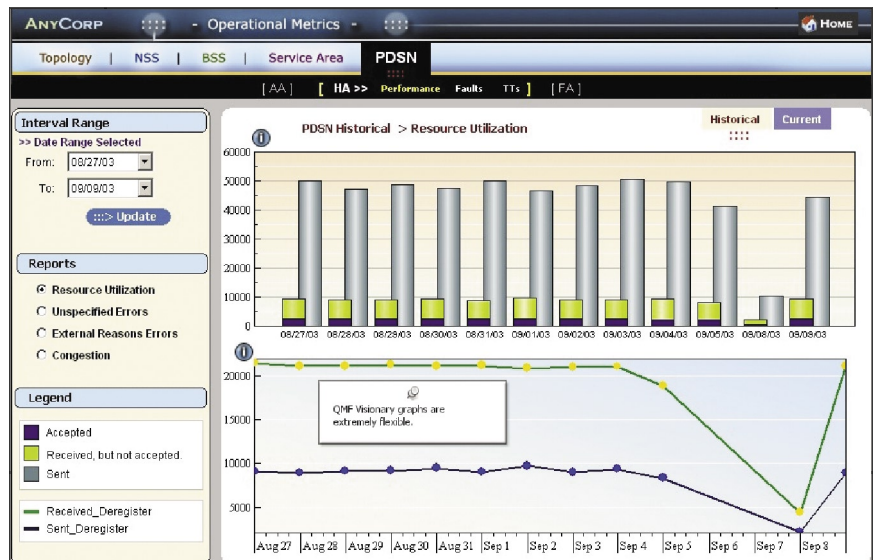 ANYCORP - Operational Metrics - HOME
Topology | NSS | BSS | Service Area PDSN
[ AA ] [ HA >> Performance Faults TTs ] [ FA ]
Interval Range
>> Date Range Selected
From: 08/27/03
To: 09/09/03
:::> Update
Reports
Resource Utilization
Unspecified Errors
External Reasons Errors
Congestion
Legend
Accepted
Received, but not accepted.
Sent
Received_Deregister
Sent_Deregister
PDSN Historical > Resource Utilization
Historical Current
60000
50000
40000
30000
20000
10000
0
08/27/03 08/28/03 08/29/03 08/30/03 08/31/03 09/01/03 09/02/03 09/03/03 09/04/03 09/05/03 09/08/03 09/09/03
20000
15000
10000
5000
QMF Visionary graphs are
extremely flexible.
Aug 27 Aug 28 Aug 29 Aug 30 Aug 31 Sep 1 Sep 2 Sep 3 Sep 4 Sep 5 Sep 6 Sep 7 Sep 8